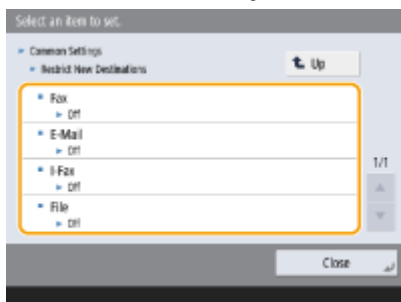 Select an item to set.
Common Settings
Restrict New Destinations
Up
Fax
Off
E-Mail
Off
I-Fax
Off
File
Off
1/1
Close